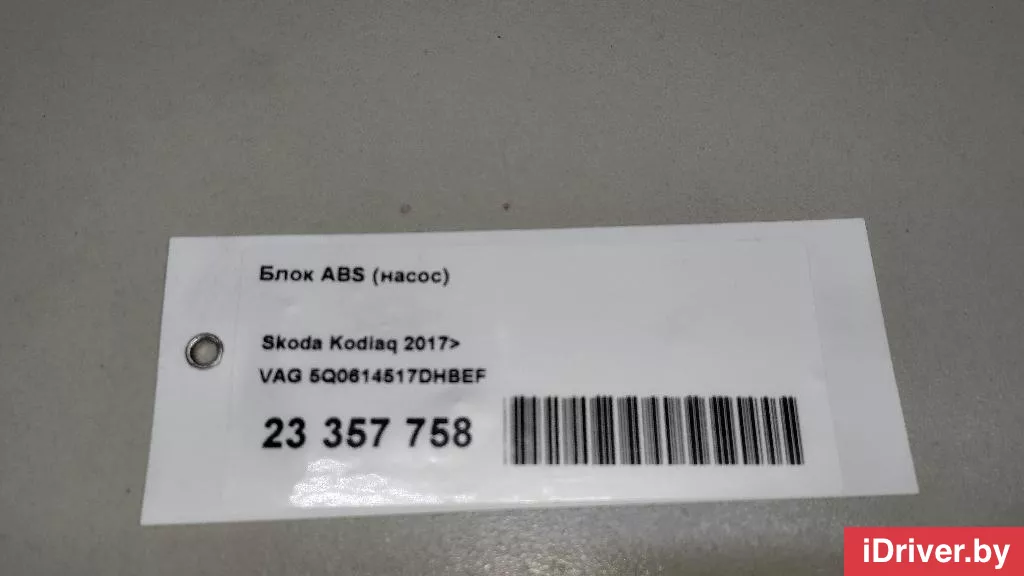 Блок ABS (насос)
Skoda Kodiaq 2017>
VAG 5Q0614517DHBEF
23 357 758
iDriver.by